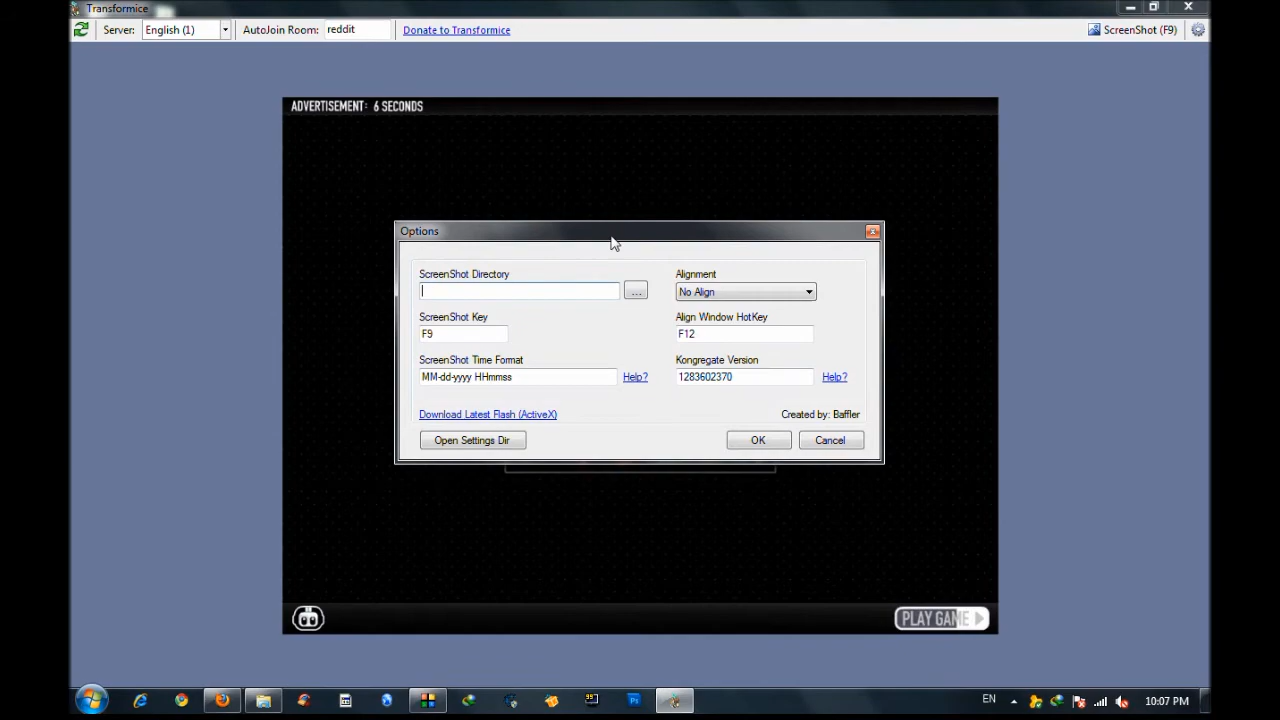 Transformice
Server: English (1) AutoJoin Room: reddit Donate to Transformice ScreenShot (F9)
ADVERTISEMENT: 6 SECONDS
Options
ScreenShot Directory Alignment
... No Align
ScreenShot Key Align Window HotKey
F9 F12
ScreenShot Time Format Kongregate Version
MM-dd-yyyy HHmmss Help? 1283602370 Help?
Download Latest Flash (ActiveX) Created by: Baffler
Open Settings Dir OK Cancel
PLAY GAME
Ps EN 10:07 PM